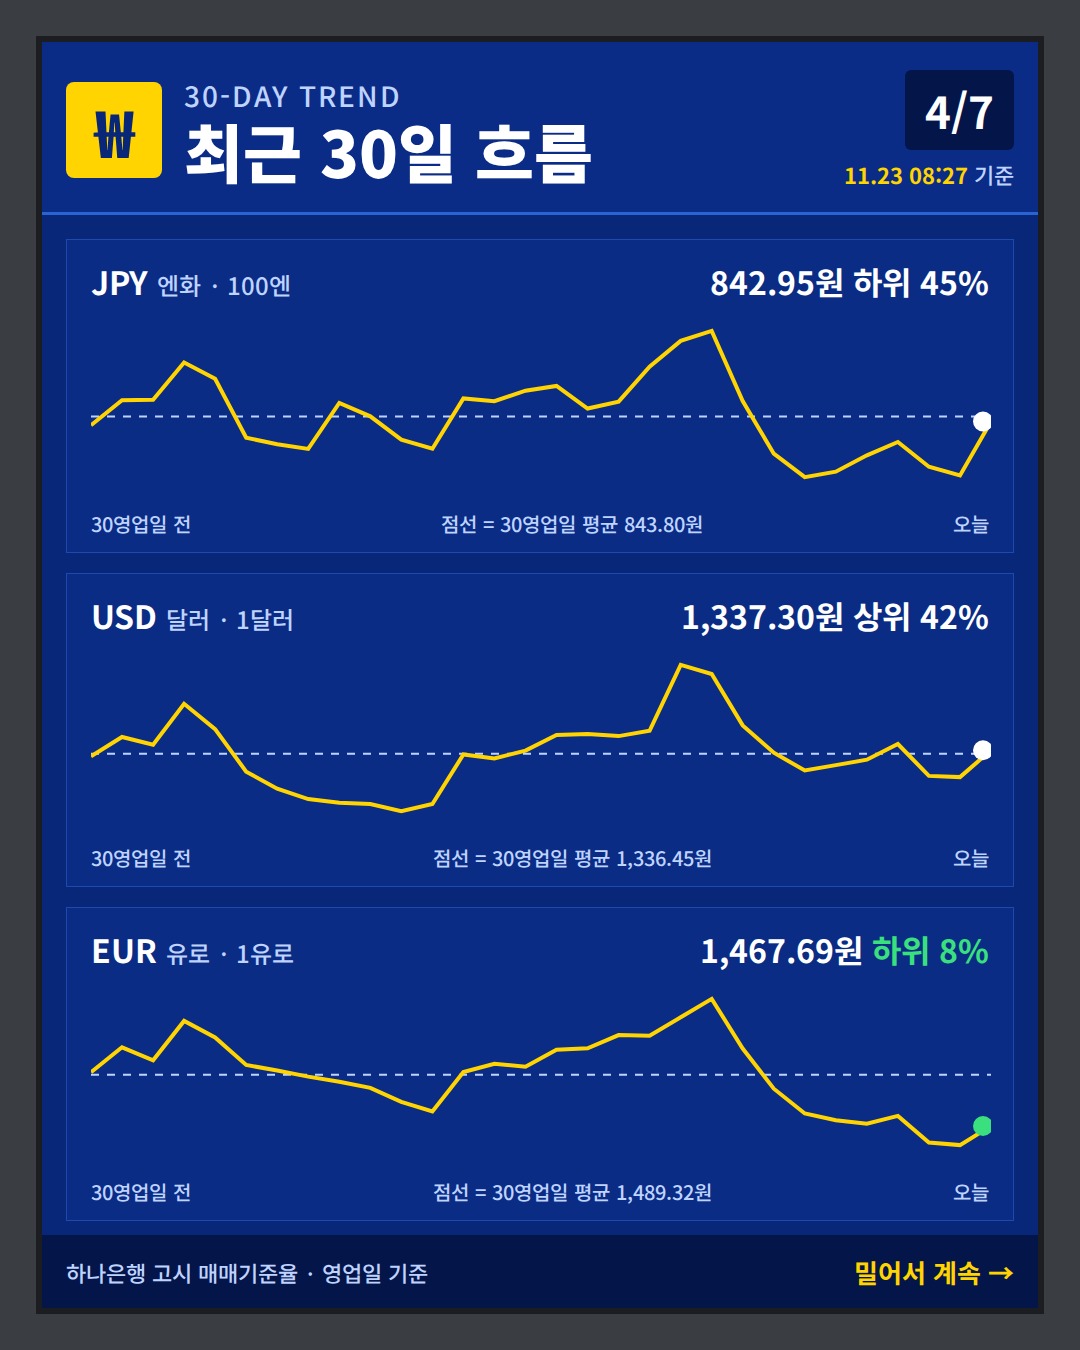 ₩
30-DAY TREND
최근 30일 흐름
4/7
11.23 08:27 기준
JPY 엔화 · 100엔
842.95원 하위 45%
30영업일 전
점선 = 30영업일 평균 843.80원
오늘
USD 달러 · 1달러
1,337.30원 상위 42%
30영업일 전
점선 = 30영업일 평균 1,336.45원
오늘
EUR 유로 · 1유로
1,467.69원 하위 8%
30영업일 전
점선 = 30영업일 평균 1,489.32원
오늘
하나은행 고시 매매기준율 · 영업일 기준
밀어서 계속 →